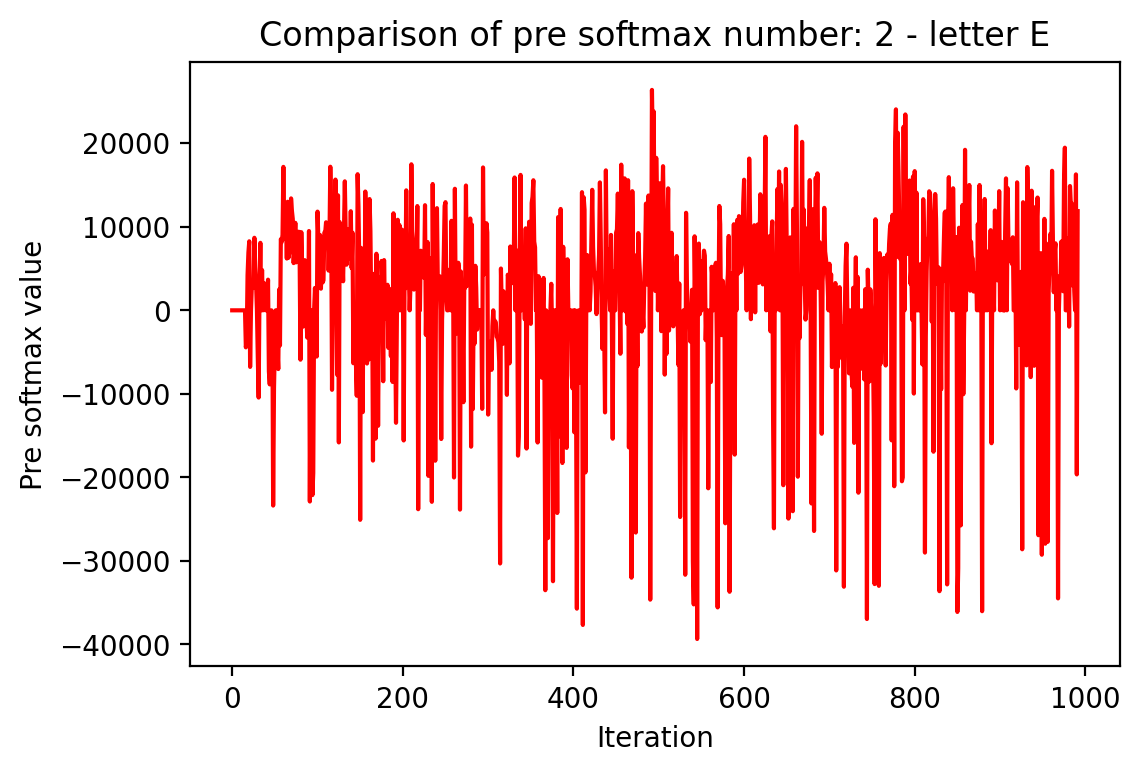 Comparison of pre softmax number: 2 - letter E
20000
10000
0
−10000
−20000
−30000
−40000
Pre softmax value
0 200 400 600 800 1000
Iteration